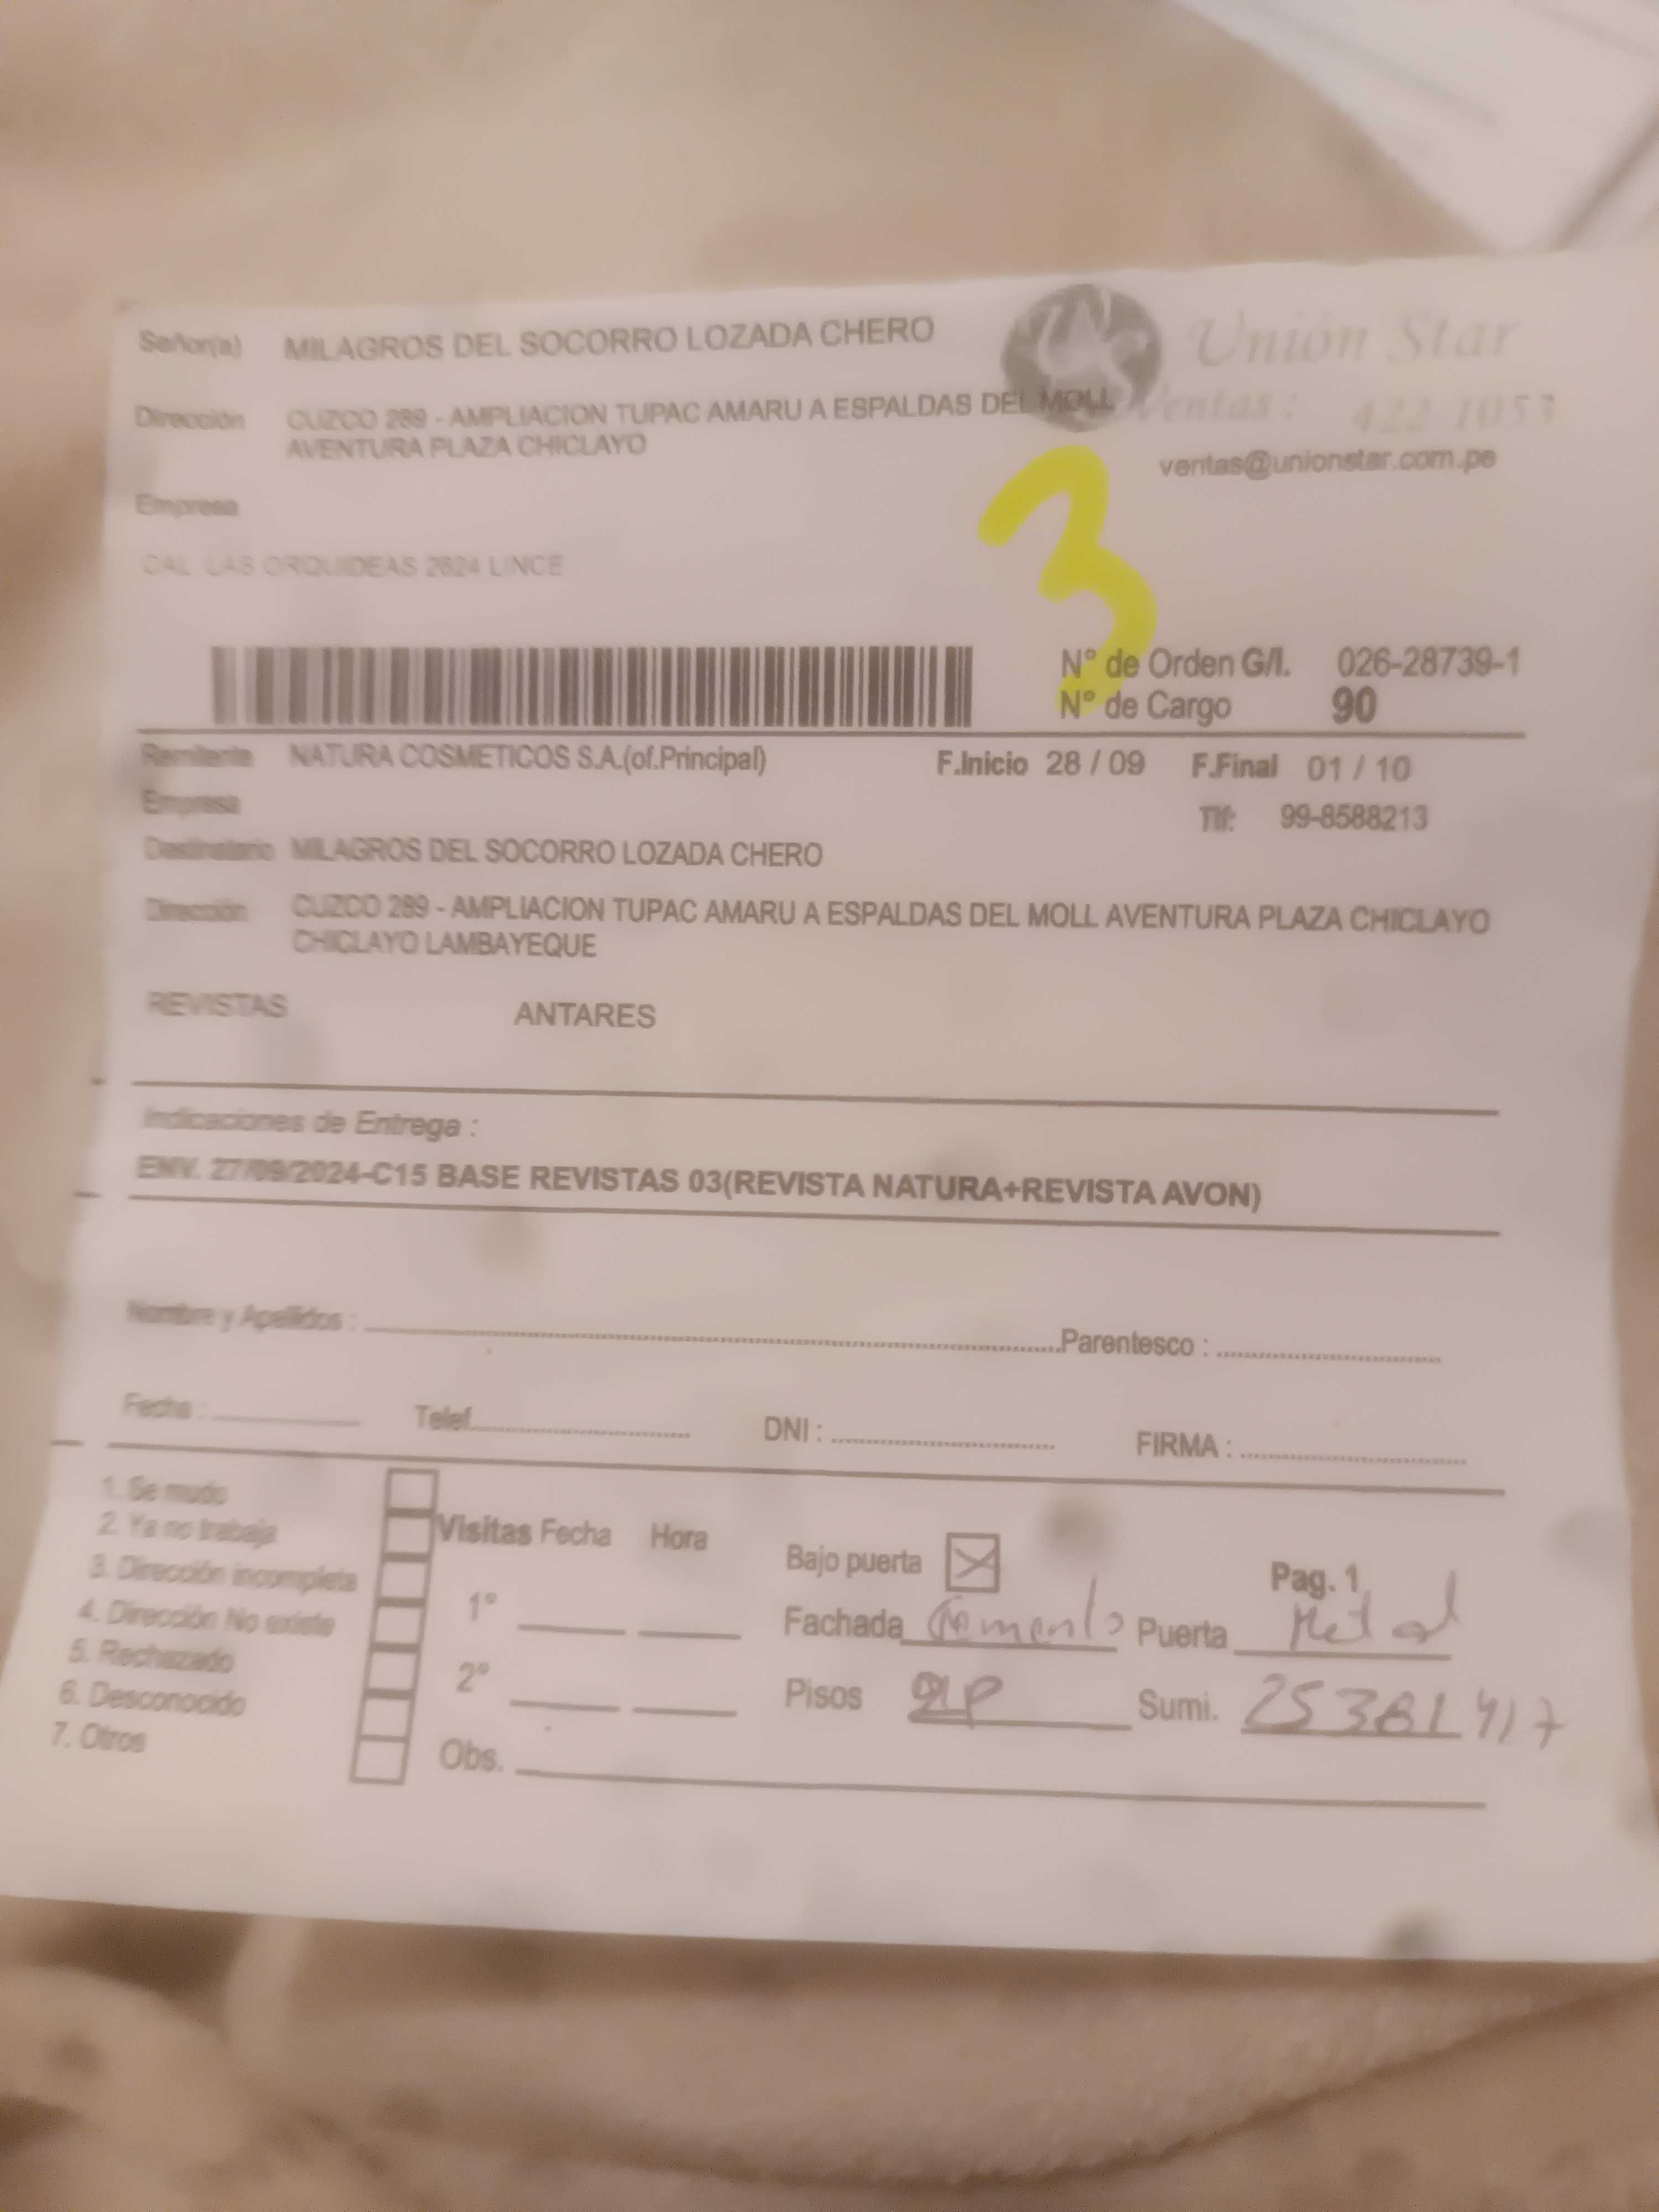 Señor(a) MILAGROS DEL SOCORRO LOZADA CHERO
Unión Star
Dirección CUZCO 289 - AMPLIACION TUPAC AMARU A ESPALDAS DEL MOLL
AVENTURA PLAZA CHICLAYO
Ventas: 422-1053
ventas@unionstar.com.pe
Empresa
CAL LAS ORQUIDEAS 2624 LINCE
3
N° de Orden G/I. 026-28739-1
N° de Cargo 90
Remitente NATURA COSMETICOS S.A.(of.Principal) F.Inicio 28 / 09 F.Final 01 / 10
Empresa
Tlf: 99-8588213
Destinatario MILAGROS DEL SOCORRO LOZADA CHERO
Dirección CUZCO 289 - AMPLIACION TUPAC AMARU A ESPALDAS DEL MOLL AVENTURA PLAZA CHICLAYO
CHICLAYO LAMBAYEQUE
REVISTAS ANTARES
Indicaciones de Entrega :
ENV. 27/09/2024-C15 BASE REVISTAS 03(REVISTA NATURA+REVISTA AVON)
Nombre y Apellidos : Parentesco :
Fecha : Telef. DNI : FIRMA :
1. Se mudo
2. Ya no trabaja
3. Dirección incompleta
4. Dirección No existe
5. Rechazado
6. Desconocido
7. Otros
Visitas Fecha Hora
1°
2°
Obs.
Bajo puerta
Pag. 1
Fachada Cemento Puerta Metal
Pisos Sumi. 25381417